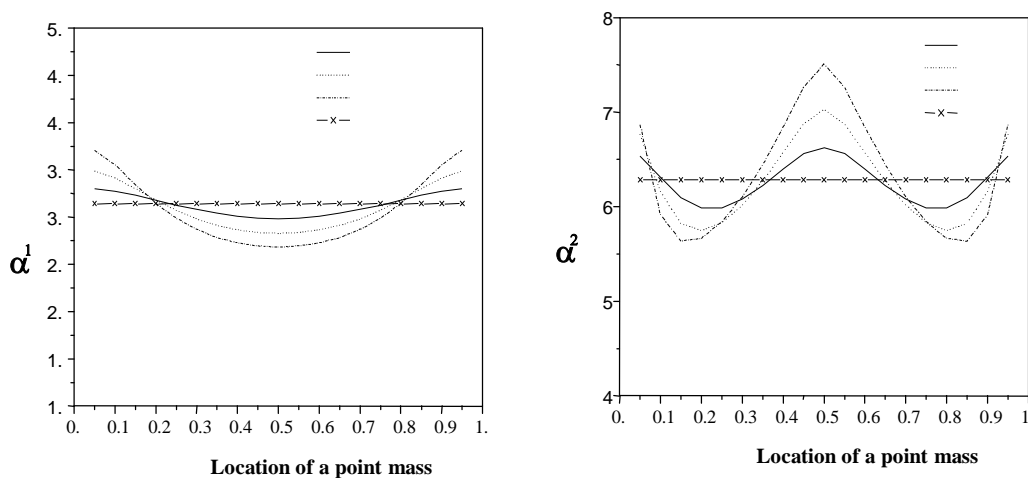 5.
4.
4.
3.
3.
2.
2.
1.
1.
α1
0. 0.1 0.2 0.3 0.4 0.5 0.6 0.7 0.8 0.9 1.
Location of a point mass
8
7
6
5
4
α2
0. 0.1 0.2 0.3 0.4 0.5 0.6 0.7 0.8 0.9 1
Location of a point mass